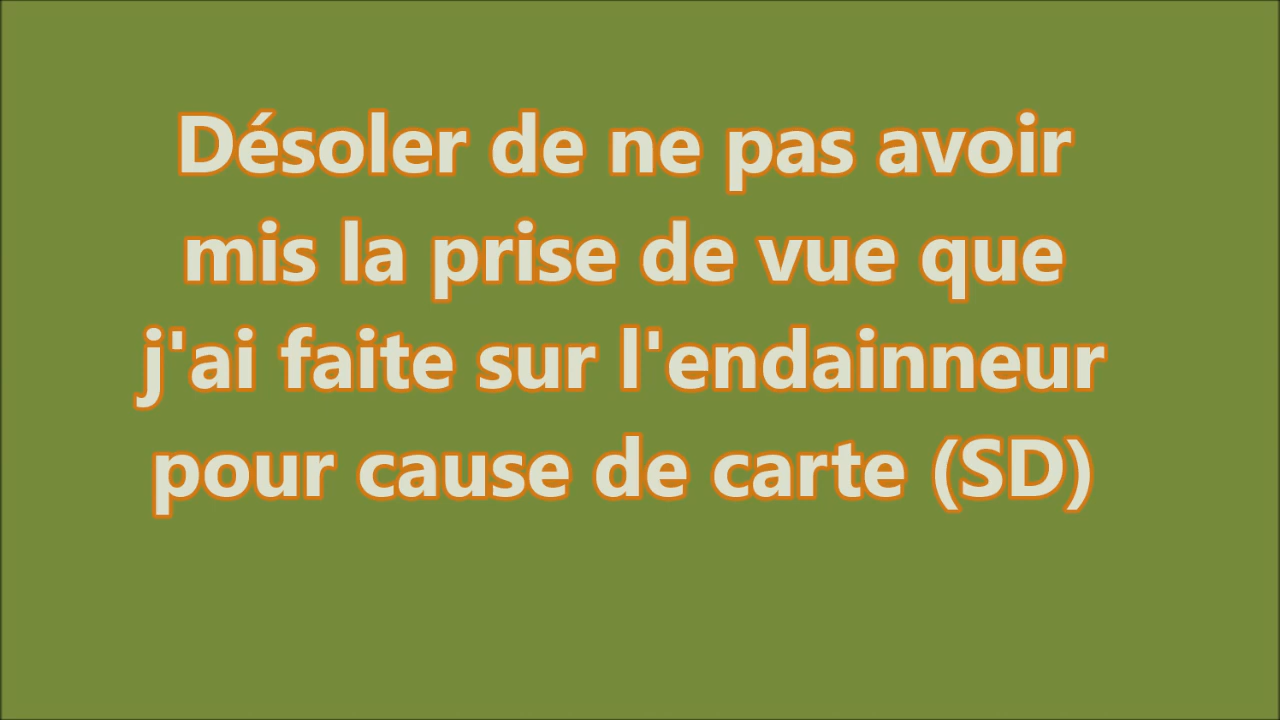 Désoler de ne pas avoir
mis la prise de vue que
j'ai faite sur l'endainneur
pour cause de carte (SD)